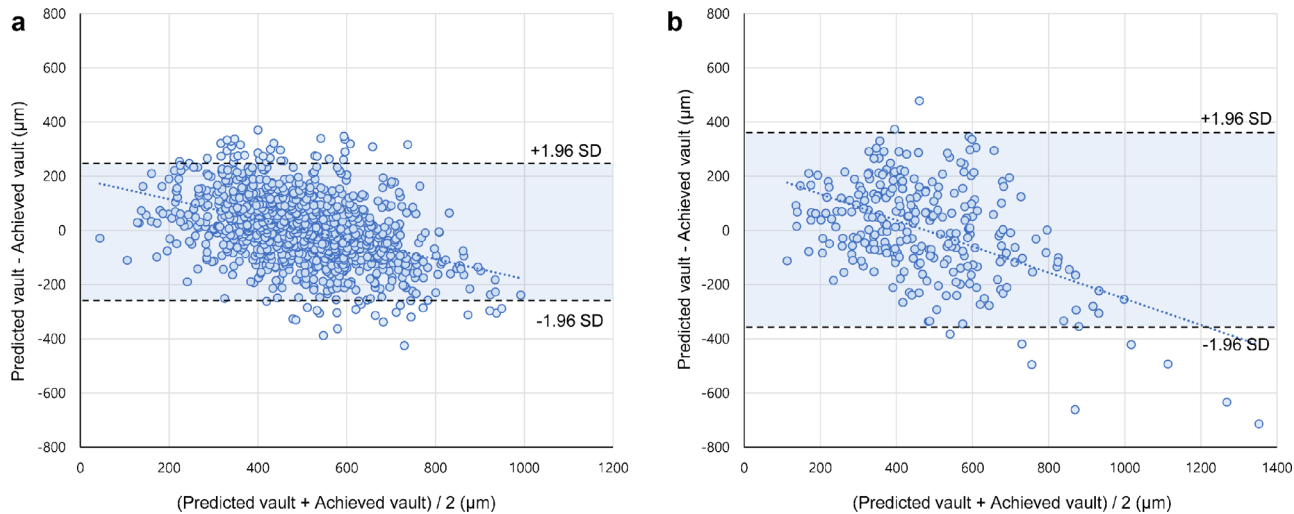 a
Predicted vault - Achieved vault (µm)
800
600
400
200
0
-200
-400
-600
-800
+1.96 SD
-1.96 SD
0 200 400 600 800 1000 1200
(Predicted vault + Achieved vault) / 2 (µm)
b
Predicted vault - Achieved vault (µm)
800
600
400
200
0
-200
-400
-600
-800
+1.96 SD
-1.96 SD
0 200 400 600 800 1000 1200 1400
(Predicted vault + Achieved vault) / 2 (µm)